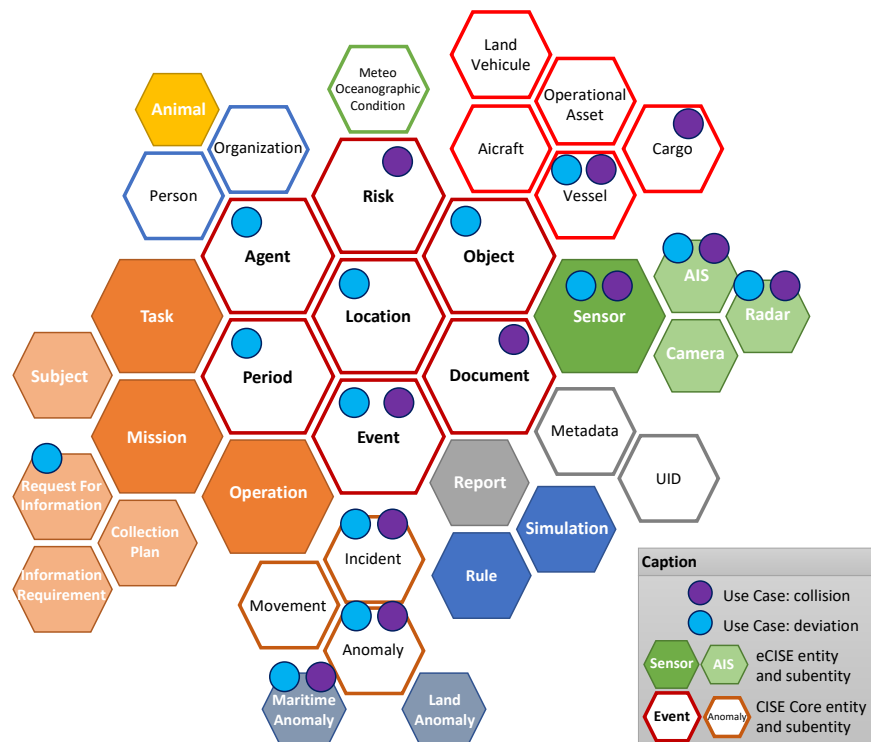 Land
Vehicule
Meteo
Oceanographic
Condition
Operational
Asset
Animal
Organization
Aicraft
Cargo
Person
Risk
Vessel
Agent
Object
AIS
Task
Location
Sensor
Radar
Subject
Period
Document
Camera
Mission
Event
Metadata
Request For
Information
Operation
Report
UID
Collection
Plan
Simulation
Incident
Information
Requirement
Rule
Movement
Anomaly
Maritime
Anomaly
Land
Anomaly
Caption
Use Case: collision
Use Case: deviation
Sensor
AIS
eCISE entity
and subentity
Event
Anomaly
CISE Core entity
and subentity